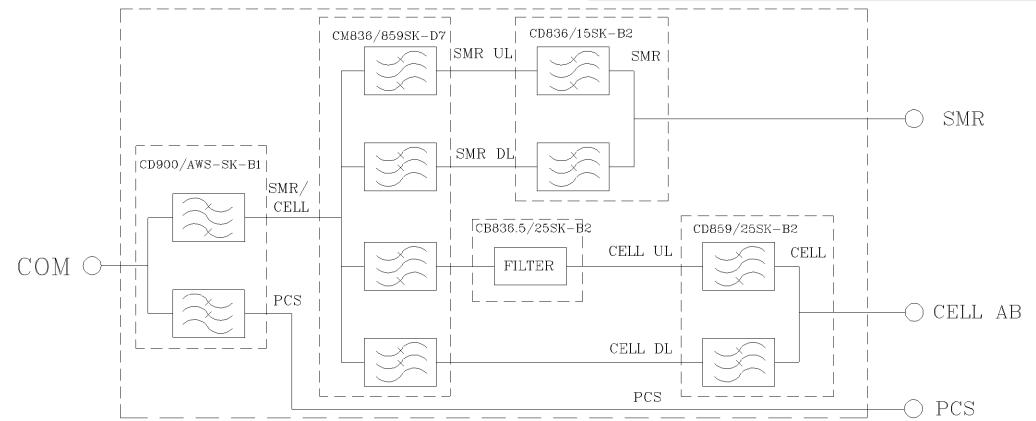 CM836/859SK-D7
CD836/15SK-B2
SMR UL
SMR
SMR
CD900/AWS-SK-B1
SMR DL
SMR/
CELL
CB836.5/25SK-B2
CD859/25SK-B2
COM
FILTER
CELL UL
CELL
PCS
CELL AB
CELL DL
PCS
PCS